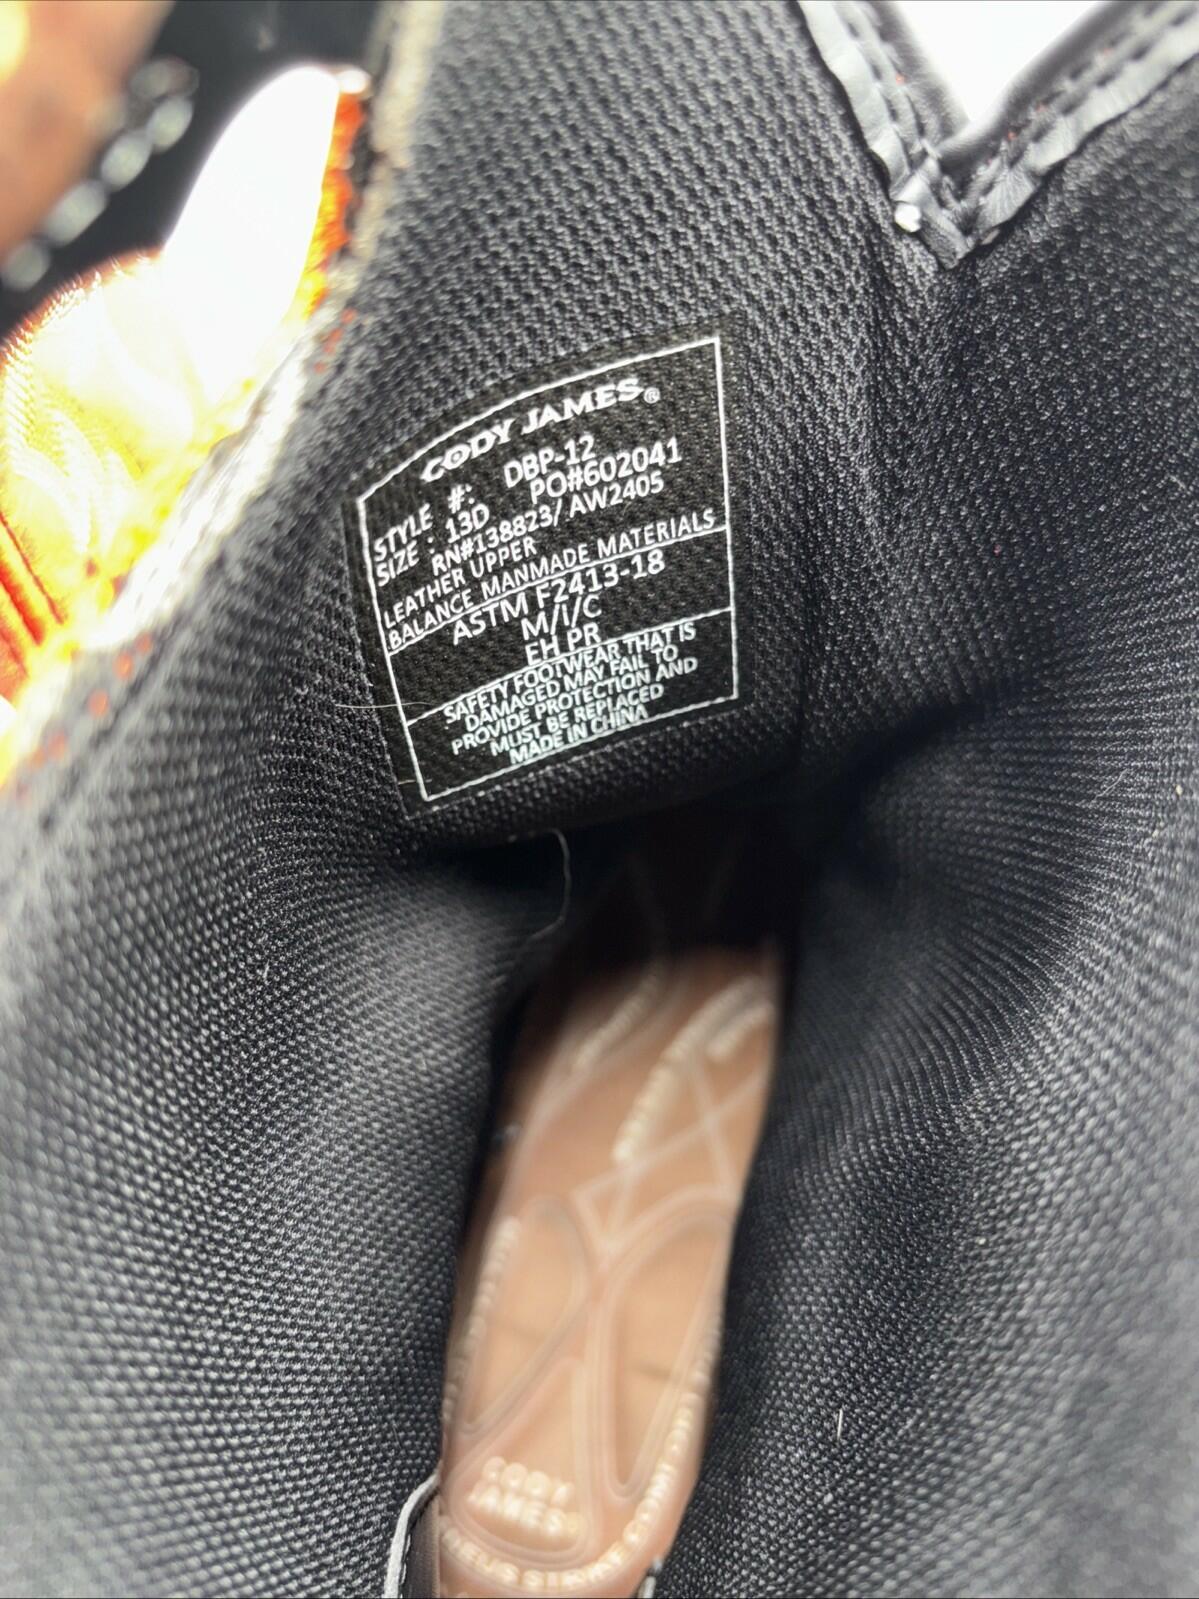 CODY JAMES®
STYLE #: DBP-12
SIZE : 13D PO#602041
RN#138823/AW2405
LEATHER UPPER
BALANCE MANMADE MATERIALS
ASTM F2413-18
M/I/C
EH PR
SAFETY FOOTWEAR THAT IS
DAMAGED MAY FAIL TO
PROVIDE PROTECTION AND
MUST BE REPLACED
MADE IN CHINA
CODY
JAMES